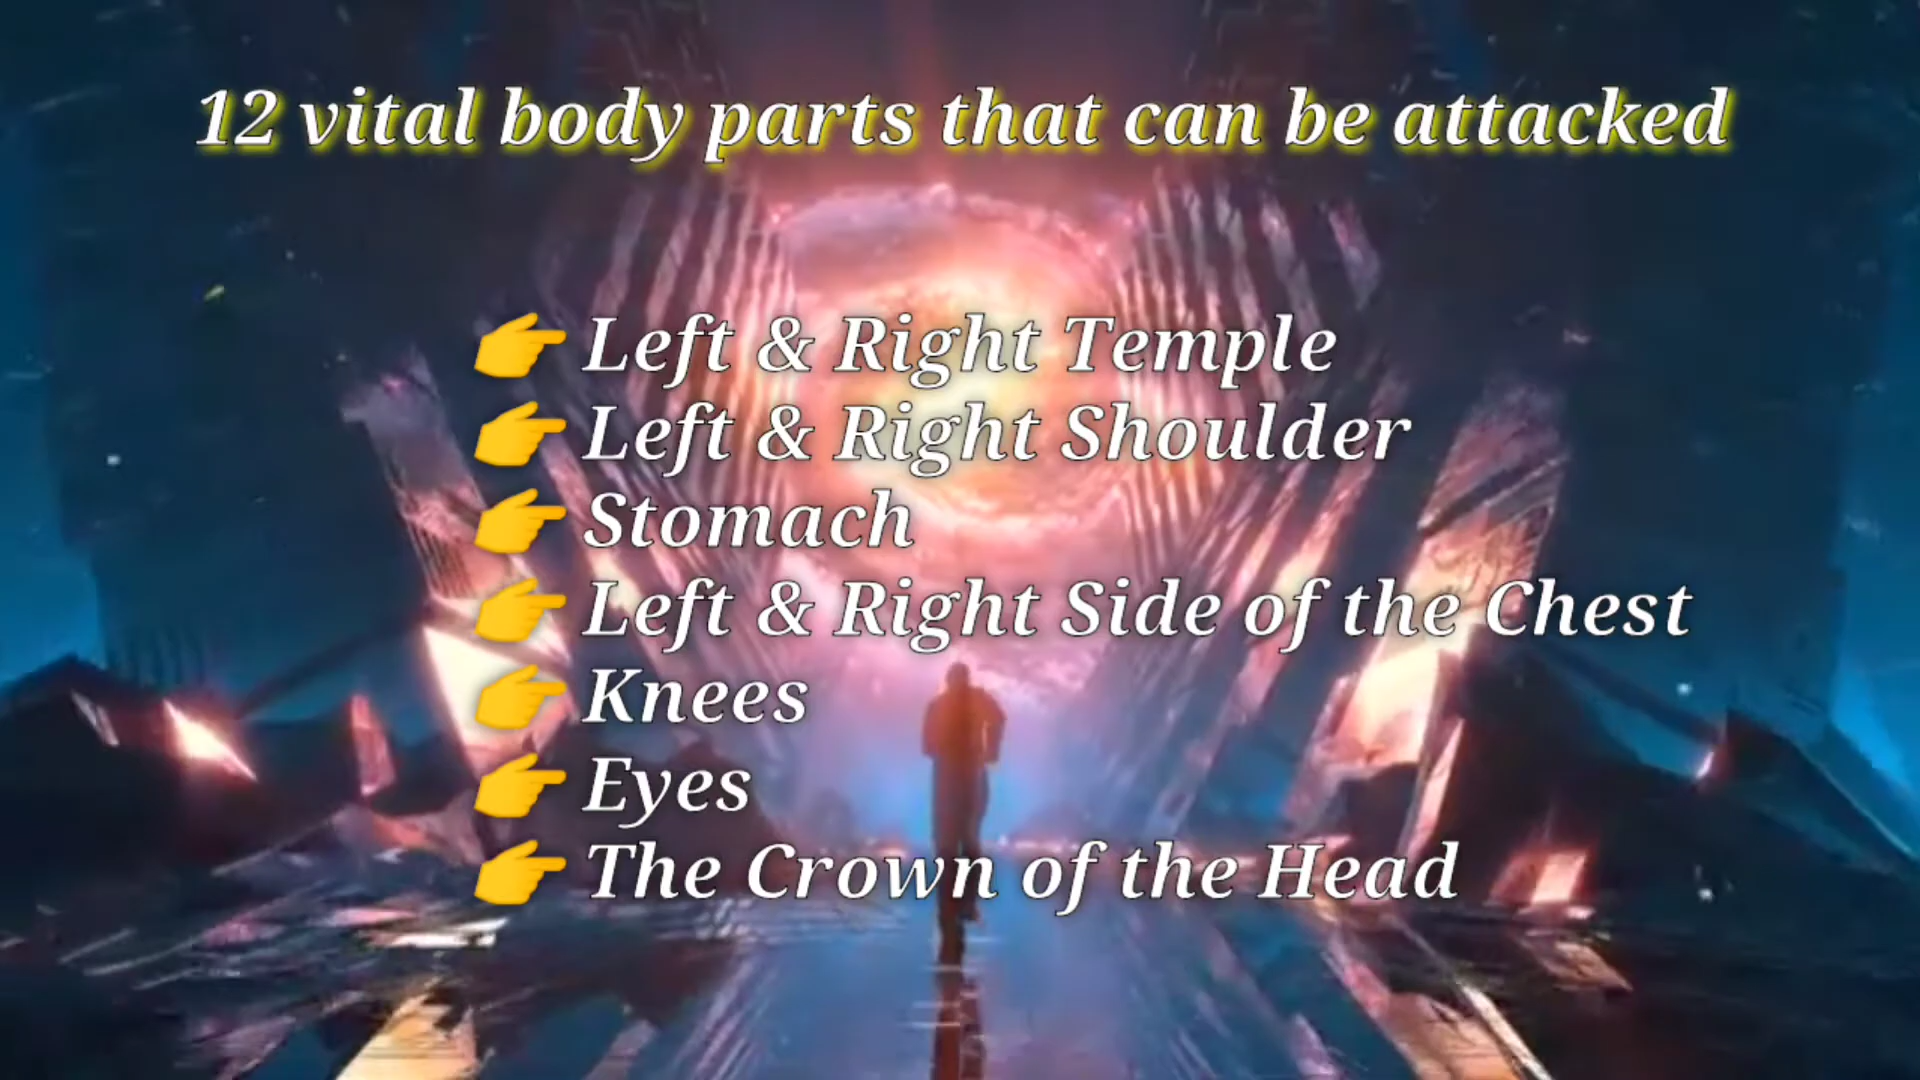 12 vital body parts that can be attacked
👉 Left & Right Temple
👉 Left & Right Shoulder
👉 Stomach
👉 Left & Right Side of the Chest
👉 Knees
👉 Eyes
👉 The Crown of the Head